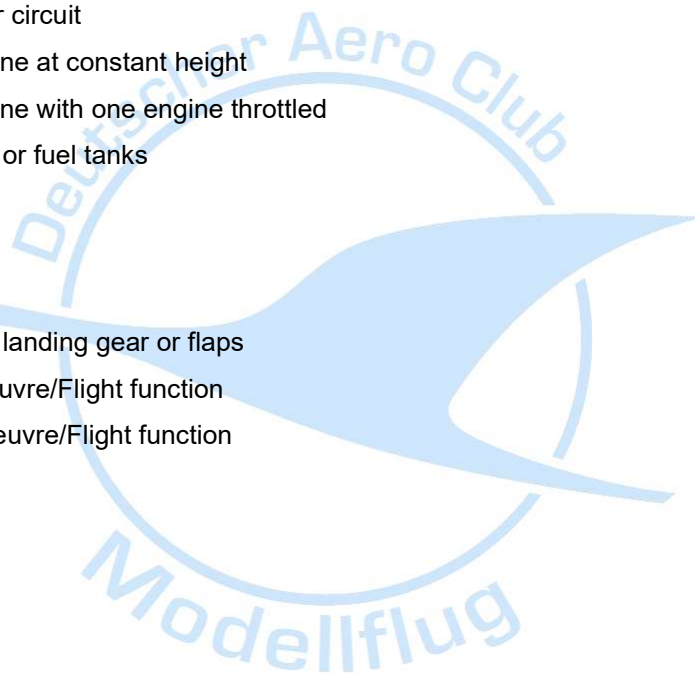 r circuit
ne at constant height
ne with one engine throttled
or fuel tanks
landing gear or flaps
uvre/Flight function
euvre/Flight function
Deutscher Aero Club
Modellflug